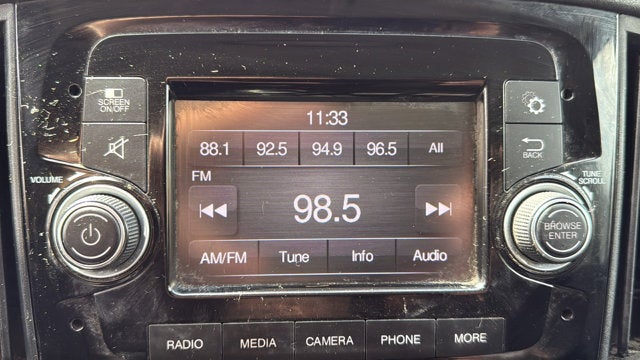 SCREEN
ON/OFF
11:33
88.1 92.5 94.9 96.5 All
BACK
VOLUME
FM
TUNE
SCROLL
98.5
BROWSE
ENTER
AM/FM Tune Info Audio
RADIO MEDIA CAMERA PHONE MORE